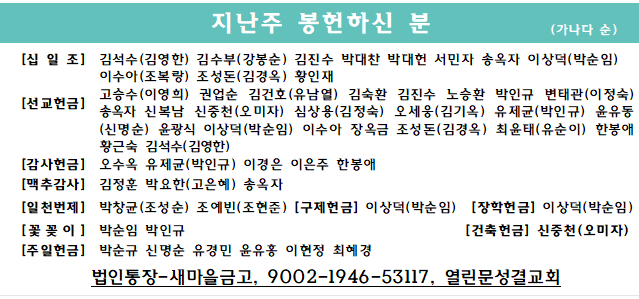 지난주 봉헌하신 분 (가나다 순)
[십 일 조] 김석수(김영한) 김수부(강봉순) 김진수 박대찬 박대헌 서민자 송옥자 이상덕(박순임)
이수아(조복랑) 조성돈(김경옥) 황인재
[선교헌금] 고승수(이영희) 권업순 김건호(유남열) 김숙환 김진수 노승환 박인규 변태관(이정숙)
송옥자 신복남 신중천(오미자) 심상용(김정숙) 오세웅(김기옥) 유제균(박인규) 윤유동
(신명순) 윤광식 이상덕(박순임) 이수아 장옥금 조성돈(김경옥) 최윤태(유순이) 한봉애
황근숙 김석수(김영한)
[감사헌금] 오수옥 유제균(박인규) 이경은 이은주 한봉애
[맥추감사] 김정훈 박요한(고은혜) 송옥자
[일천번제] 박창균(조성순) 조예빈(조현준) [구제헌금] 이상덕(박순임) [장학헌금] 이상덕(박순임)
[꽃꽂이] 박순임 박인규 [건축헌금] 신중천(오미자)
[주일헌금] 박순규 신명순 유경민 윤유홍 이현정 최혜경
법인통장-새마을금고, 9002-1946-53117, 열린문성결교회